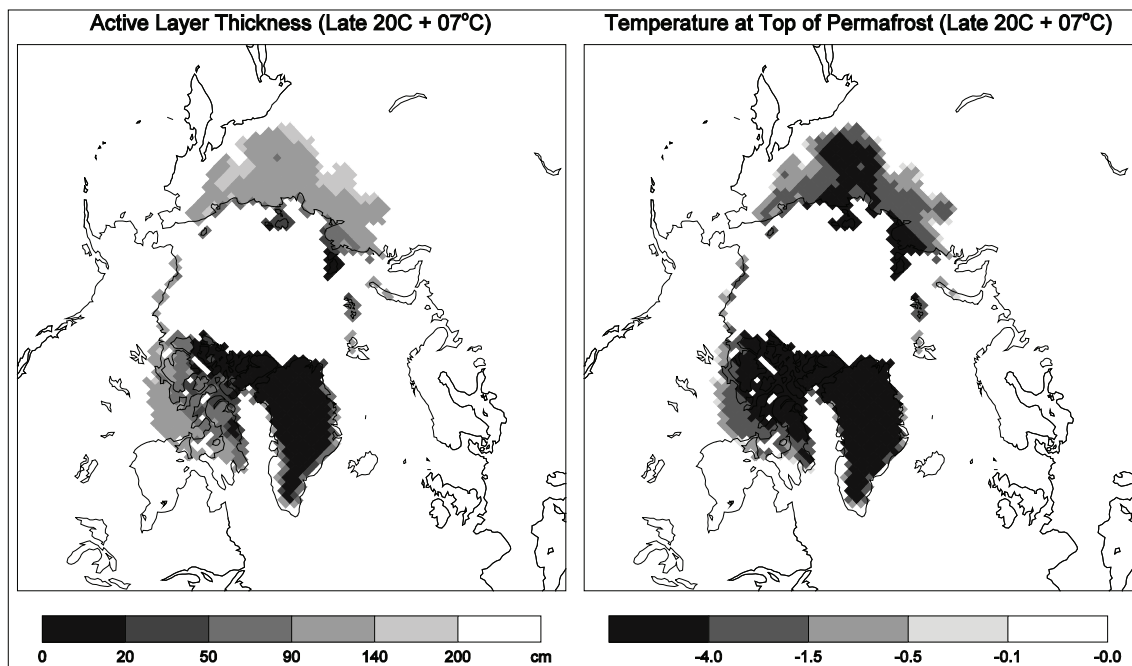 Active Layer Thickness (Late 20C + 07°C)
Temperature at Top of Permafrost (Late 20C + 07°C)
0 20 50 90 140 200 cm
-4.0 -1.5 -0.5 -0.1 -0.0